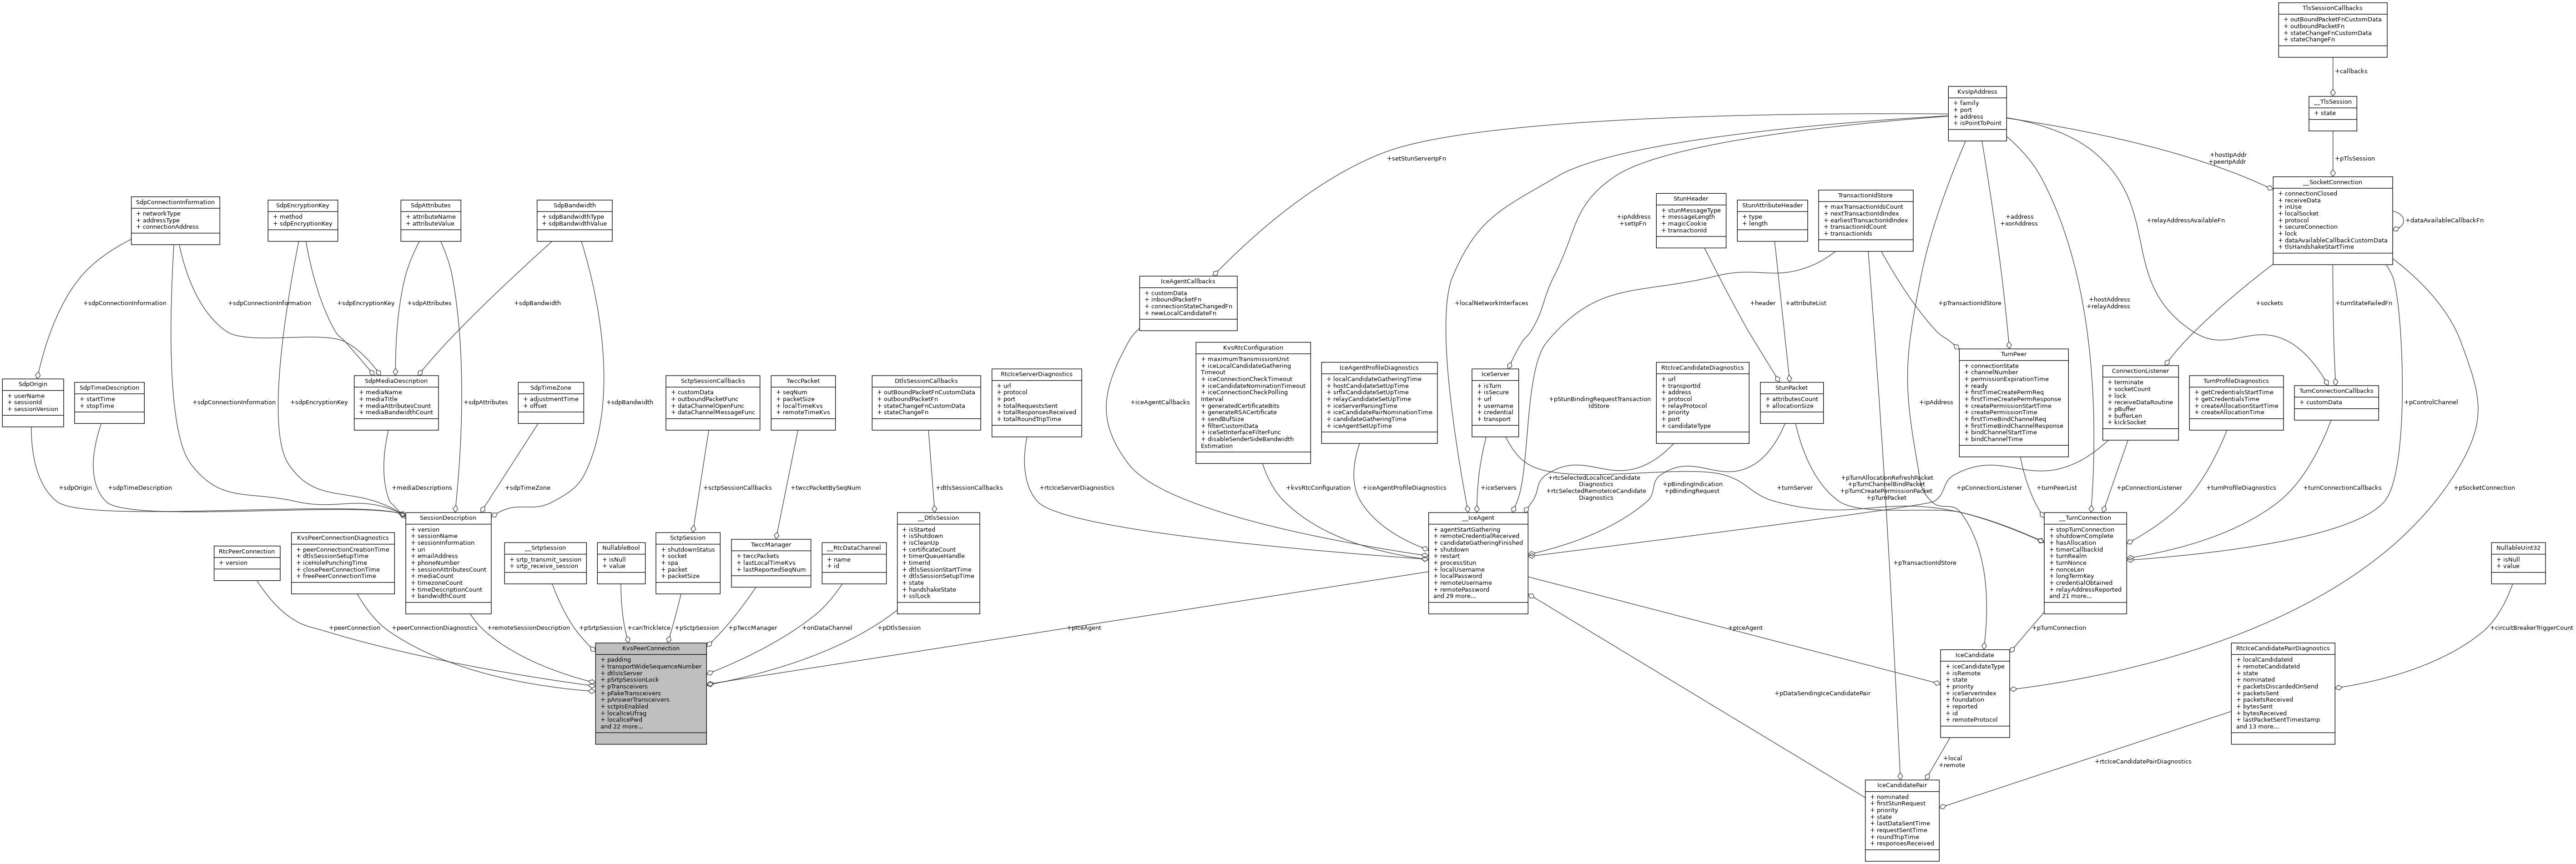 TlsSessionCallbacks
+ outBoundPacketFnCustomData
+ outboundPacketFn
+ stateChangeFnCustomData
+ stateChangeFn
+callbacks
__TlsSession
+ state
+pTlsSession
KvsIpAddress
+ family
+ port
+ address
+ isPointToPoint
+setStunServerIpFn
+hostIpAddr
+peerIpAddr
__SocketConnection
+ connectionClosed
+ receiveData
+ inUse
+ localSocket
+ protocol
+ secureConnection
+ lock
+ dataAvailableCallbackCustomData
+ tlsHandshakeStartTime
+dataAvailableCallbackFn
SdpConnectionInformation
+ networkType
+ addressType
+ connectionAddress
SdpEncryptionKey
+ method
+ sdpEncryptionKey
SdpAttributes
+ attributeName
+ attributeValue
SdpBandwidth
+ sdpBandwidthType
+ sdpBandwidthValue
StunHeader
+ stunMessageType
+ messageLength
+ magicCookie
+ transactionId
StunAttributeHeader
+ type
+ length
TransactionIdStore
+ maxTransactionIdsCount
+ nextTransactionIdIndex
+ earliestTransactionIdIndex
+ transactionIdCount
+ transactionIds
+ipAddress
+setIpFn
+address
+xorAddress
+relayAddressAvailableFn
IceAgentCallbacks
+ customData
+ inboundPacketFn
+ connectionStateChangedFn
+ newLocalCandidateFn
+sdpConnectionInformation
+sdpConnectionInformation
+sdpEncryptionKey
+sdpAttributes
+sdpBandwidth
+localNetworkInterfaces
+header
+attributeList
+pTransactionIdStore
+hostAddress
+relayAddress
+sockets
+turnStateFailedFn
SdpOrigin
+ userName
+ sessionId
+ sessionVersion
SdpTimeDescription
+ startTime
+ stopTime
SdpMediaDescription
+ mediaName
+ mediaTitle
+ mediaAttributesCount
+ mediaBandwidthCount
SdpTimeZone
+ adjustmentTime
+ offset
SctpSessionCallbacks
+ customData
+ outboundPacketFunc
+ dataChannelOpenFunc
+ dataChannelMessageFunc
TwccPacket
+ seqNum
+ packetSize
+ localTimeKvs
+ remoteTimeKvs
DtlsSessionCallbacks
+ outBoundPacketFnCustomData
+ outboundPacketFn
+ stateChangeFnCustomData
+ stateChangeFn
RtcIceServerDiagnostics
+ url
+ protocol
+ port
+ totalRequestsSent
+ totalResponsesReceived
+ totalRoundTripTime
KvsRtcConfiguration
+ maximumTransmissionUnit
+ iceLocalCandidateGathering
Timeout
+ iceConnectionCheckTimeout
+ iceCandidateNominationTimeout
+ iceConnectionCheckPolling
Interval
+ generatedCertificateBits
+ generateRSACertificate
+ sendBufSize
+ filterCustomData
+ iceSetInterfaceFilterFunc
+ disableSenderSideBandwidth
Estimation
IceAgentProfileDiagnostics
+ localCandidateGatheringTime
+ hostCandidateSetUpTime
+ srflxCandidateSetUpTime
+ relayCandidateSetUpTime
+ iceServerParsingTime
+ iceCandidatePairNominationTime
+ candidateGatheringTime
+ iceAgentSetUpTime
IceServer
+ isTurn
+ isSecure
+ url
+ username
+ credential
+ transport
RtcIceCandidateDiagnostics
+ url
+ transportId
+ address
+ protocol
+ relayProtocol
+ priority
+ port
+ candidateType
StunPacket
+ attributesCount
+ allocationSize
TurnPeer
+ connectionState
+ channelNumber
+ permissionExpirationTime
+ ready
+ firstTimeCreatePermReq
+ firstTimeCreatePermResponse
+ createPermissionStartTime
+ createPermissionTime
+ firstTimeBindChannelReq
+ firstTimeBindChannelResponse
+ bindChannelStartTime
+ bindChannelTime
ConnectionListener
+ terminate
+ socketCount
+ lock
+ receiveDataRoutine
+ pBuffer
+ bufferLen
+ kickSocket
TurnProfileDiagnostics
+ getCredentialsStartTime
+ getCredentialsTime
+ createAllocationStartTime
+ createAllocationTime
TurnConnectionCallbacks
+ customData
+sdpConnectionInformation
+sdpEncryptionKey
+sdpAttributes
+sdpBandwidth
+iceAgentCallbacks
+pStunBindingRequestTransaction
IdStore
+ipAddress
+pControlChannel
+sdpOrigin
+sdpTimeDescription
+mediaDescriptions
+sdpTimeZone
+sctpSessionCallbacks
+twccPacketBySeqNum
+dtlsSessionCallbacks
+rtcIceServerDiagnostics
+kvsRtcConfiguration
+iceAgentProfileDiagnostics
+iceServers
+rtcSelectedLocalIceCandidate
Diagnostics
+rtcSelectedRemoteIceCandidate
Diagnostics
+pBindingIndication
+pBindingRequest
+turnServer
+pTurnAllocationRefreshPacket
+pTurnChannelBindPacket
+pTurnCreatePermissionPacket
+pTurnPacket
+pConnectionListener
+turnPeerList
+pConnectionListener
+turnProfileDiagnostics
+turnConnectionCallbacks
+pSocketConnection
SessionDescription
+ version
+ sessionName
+ sessionInformation
+ uri
+ emailAddress
+ phoneNumber
+ sessionAttributesCount
+ mediaCount
+ timezoneCount
+ timeDescriptionCount
+ bandwidthCount
__DtlsSession
+ isStarted
+ isShutdown
+ isCleanUp
+ certificateCount
+ timerQueueHandle
+ timerId
+ dtlsSessionStartTime
+ dtlsSessionSetupTime
+ state
+ handshakeState
+ sslLock
__IceAgent
+ agentStartGathering
+ remoteCredentialReceived
+ candidateGatheringFinished
+ shutdown
+ restart
+ processStun
+ localUsername
+ localPassword
+ remoteUsername
+ remotePassword
and 29 more...
__TurnConnection
+ stopTurnConnection
+ shutdownComplete
+ hasAllocation
+ timerCallbackId
+ turnRealm
+ turnNonce
+ nonceLen
+ longTermKey
+ credentialObtained
+ relayAddressReported
and 21 more...
RtcPeerConnection
+ version
KvsPeerConnectionDiagnostics
+ peerConnectionCreationTime
+ dtlsSessionSetupTime
+ iceHolePunchingTime
+ closePeerConnectionTime
+ freePeerConnectionTime
__SrtpSession
+ srtp_transmit_session
+ srtp_receive_session
NullableBool
+ isNull
+ value
SctpSession
+ shutdownStatus
+ socket
+ spa
+ packet
+ packetSize
TwccManager
+ twccPackets
+ lastLocalTimeKvs
+ lastReportedSeqNum
__RtcDataChannel
+ name
+ id
NullableUint32
+ isNull
+ value
+pTransactionIdStore
+peerConnection
+peerConnectionDiagnostics
+remoteSessionDescription
+pSrtpSession
+canTrickleIce
+pSctpSession
+pTwccManager
+onDataChannel
+pDtlsSession
+pIceAgent
+pIceAgent
+pTurnConnection
+circuitBreakerTriggerCount
KvsPeerConnection
+ padding
+ transportWideSequenceNumber
+ dtlsIsServer
+ pSrtpSessionLock
+ pTransceivers
+ pFakeTransceivers
+ pAnswerTransceivers
+ sctpIsEnabled
+ localIceUfrag
+ localIcePwd
and 22 more...
IceCandidate
+ iceCandidateType
+ isRemote
+ state
+ priority
+ iceServerIndex
+ foundation
+ reported
+ id
+ remoteProtocol
RtcIceCandidatePairDiagnostics
+ localCandidateId
+ remoteCandidateId
+ state
+ nominated
+ packetsDiscardedOnSend
+ packetsSent
+ packetsReceived
+ bytesSent
+ bytesReceived
+ lastPacketSentTimestamp
and 13 more...
+pDataSendingIceCandidatePair
+local
+remote
+rtcIceCandidatePairDiagnostics
IceCandidatePair
+ nominated
+ firstStunRequest
+ priority
+ state
+ lastDataSentTime
+ requestSentTime
+ roundTripTime
+ responsesReceived